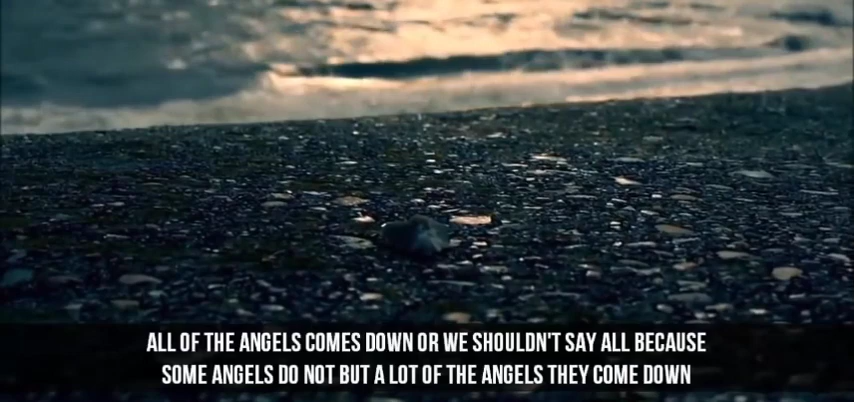 ALL OF THE ANGELS COMES DOWN OR WE SHOULDN'T SAY ALL BECAUSE
SOME ANGELS DO NOT BUT A LOT OF THE ANGELS THEY COME DOWN